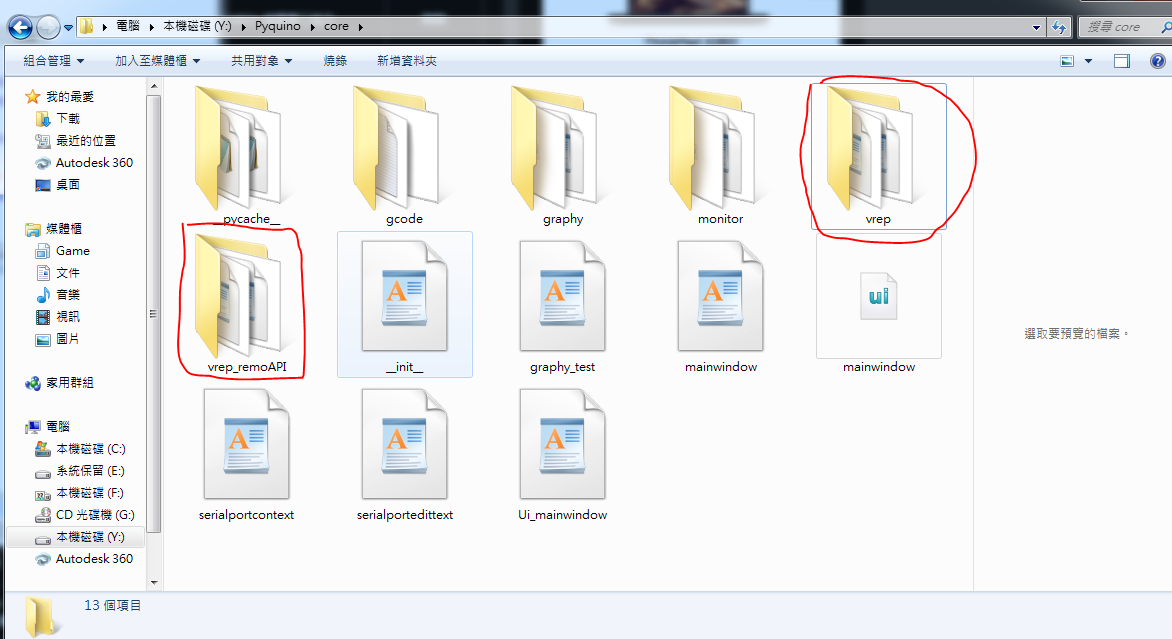 電腦 ▸ 本機磁碟 (Y:) ▸ Pyquino ▸ core ▸
搜尋 core
組合管理 加入至媒體櫃 共用對象 燒錄 新增資料夾
我的最愛
下載
最近的位置
Autodesk 360
桌面
媒體櫃
Game
文件
音樂
視訊
圖片
家用群組
電腦
本機磁碟 (C:)
系統保留 (E:)
本機磁碟 (F:)
CD 光碟機 (G:)
本機磁碟 (Y:)
Autodesk 360
__pycache__
gcode
graphy
monitor
vrep
vrep_remoAPI
__init__
graphy_test
mainwindow
ui
mainwindow
serialportcontext
serialportedittext
Ui_mainwindow
選取要預覽的檔案。
13 個項目